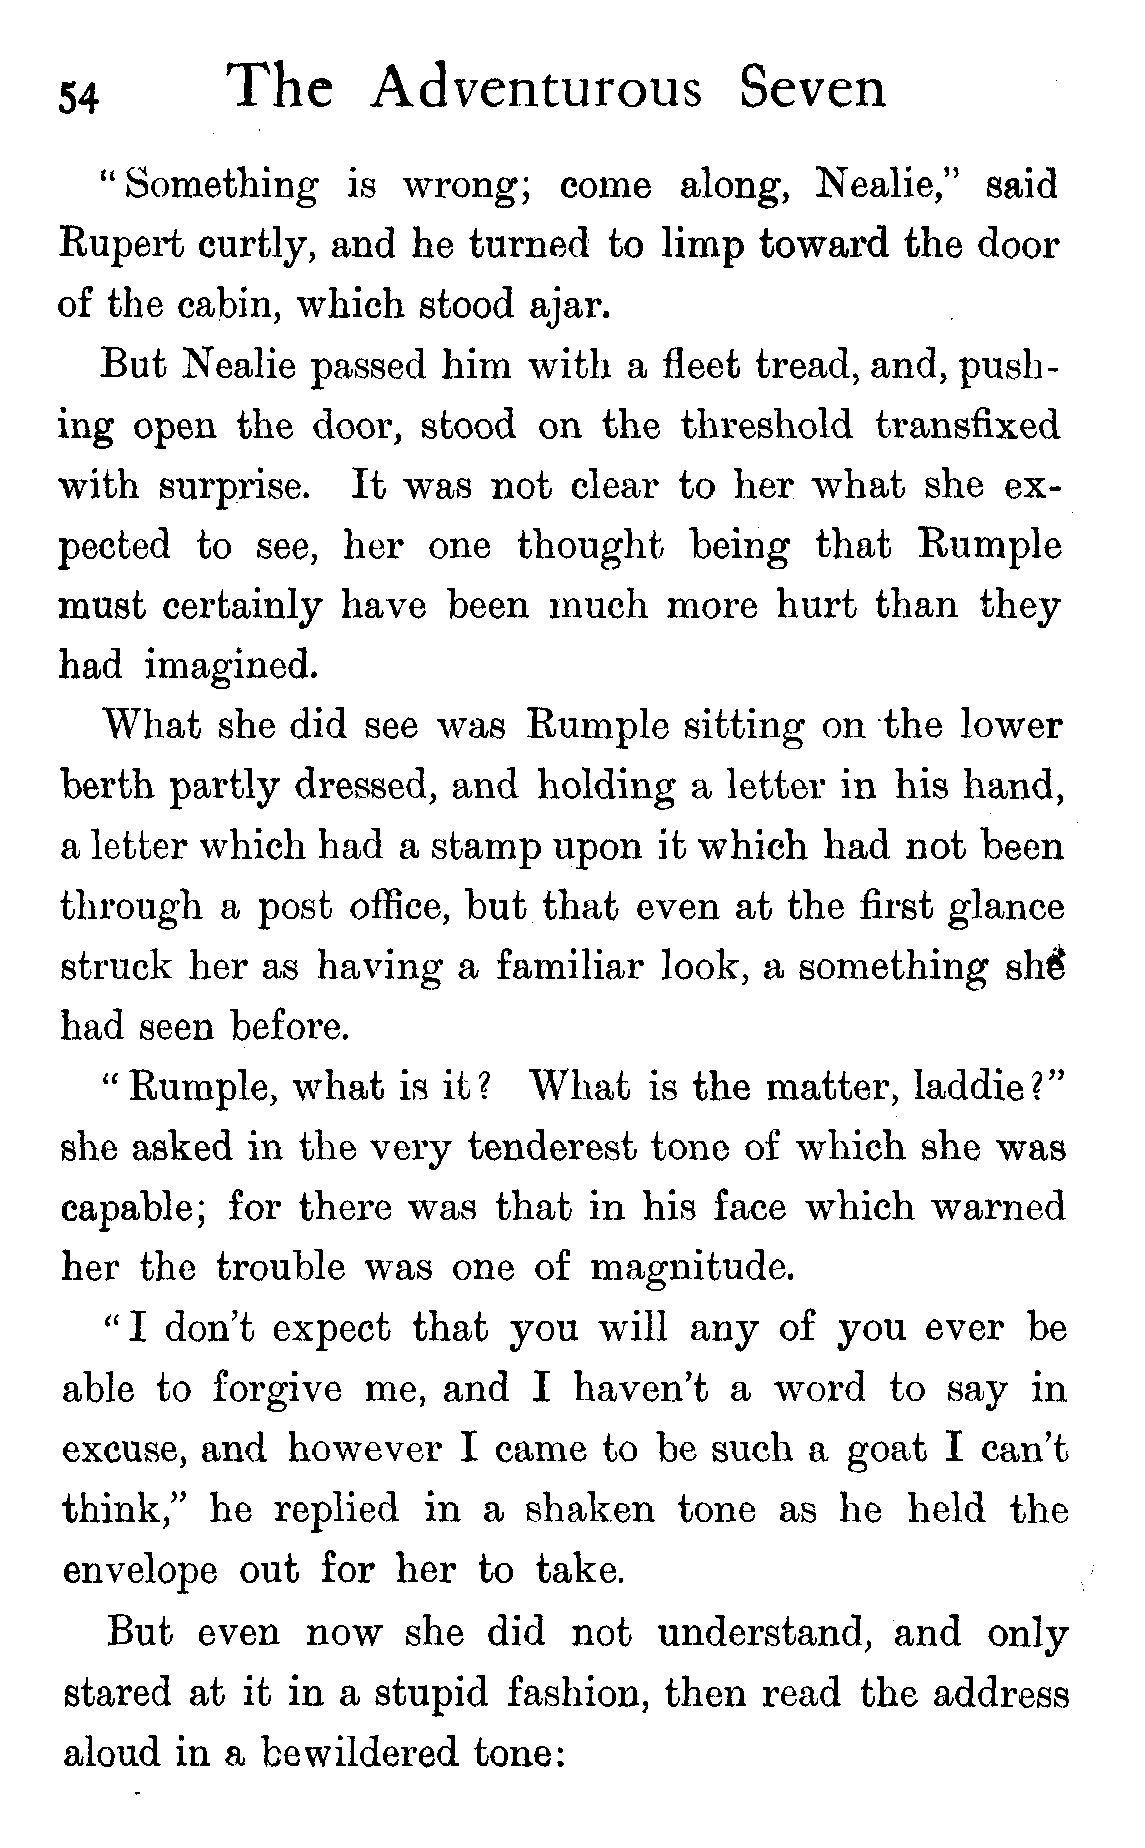 54 The Adventurous Seven
“Something is wrong; come along, Nealie,” said
Rupert curtly, and he turned to limp toward the door
of the cabin, which stood ajar.
But Nealie passed him with a fleet tread, and, push-
ing open the door, stood on the threshold transfixed
with surprise. It was not clear to her what she ex-
pected to see, her one thought being that Rumple
must certainly have been much more hurt than they
had imagined.
What she did see was Rumple sitting on the lower
berth partly dressed, and holding a letter in his hand,
a letter which had a stamp upon it which had not been
through a post office, but that even at the first glance
struck her as having a familiar look, a something she
had seen before.
“Rumple, what is it? What is the matter, laddie?”
she asked in the very tenderest tone of which she was
capable; for there was that in his face which warned
her the trouble was one of magnitude.
“I don’t expect that you will any of you ever be
able to forgive me, and I haven’t a word to say in
excuse, and however I came to be such a goat I can’t
think,” he replied in a shaken tone as he held the
envelope out for her to take.
But even now she did not understand, and only
stared at it in a stupid fashion, then read the address
aloud in a bewildered tone: